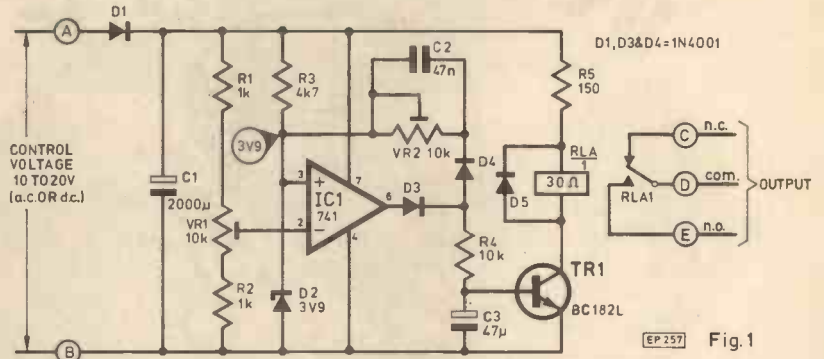 A
D1
D1,D3&D4=1N4001
CONTROL
VOLTAGE
10 TO 20V
(a.c. OR d.c.)
C1
2000μ
R1
1k
R3
4k7
C2
47n
VR2 10k
3V9
D4
R5
150
RLA
1
30Ω
D5
VR1
10k
IC1
741
3
+
2
−
7
4
6
D3
R2
1k
D2
3V9
R4
10k
C3
47μ
TR1
BC182L
C n.c.
D com.
E n.o.
RLA1
OUTPUT
B
EP 257 Fig.1